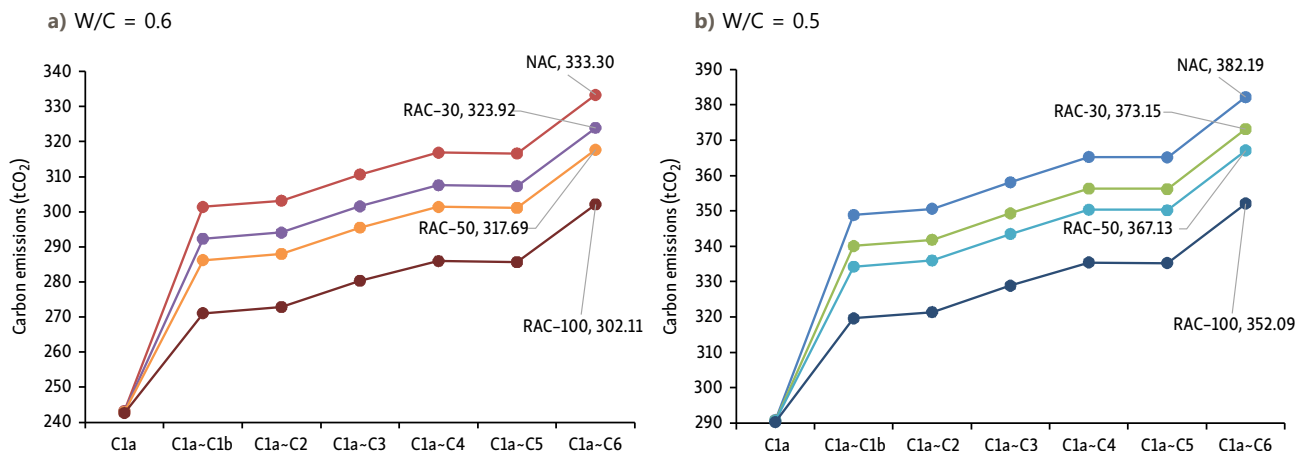 a) W/C = 0.6
Carbon emissions (tCO2)
340
330
320
310
300
290
280
270
260
250
240
NAC, 333.30
RAC–30, 323.92
RAC–50, 317.69
RAC–100, 302.11
C1a C1a~C1b C1a~C2 C1a~C3 C1a~C4 C1a~C5 C1a~C6
b) W/C = 0.5
Carbon emissions (tCO2)
390
380
370
360
350
340
330
320
310
300
290
NAC, 382.19
RAC-30, 373.15
RAC–50, 367.13
RAC–100, 352.09
C1a C1a~C1b C1a~C2 C1a~C3 C1a~C4 C1a~C5 C1a~C6